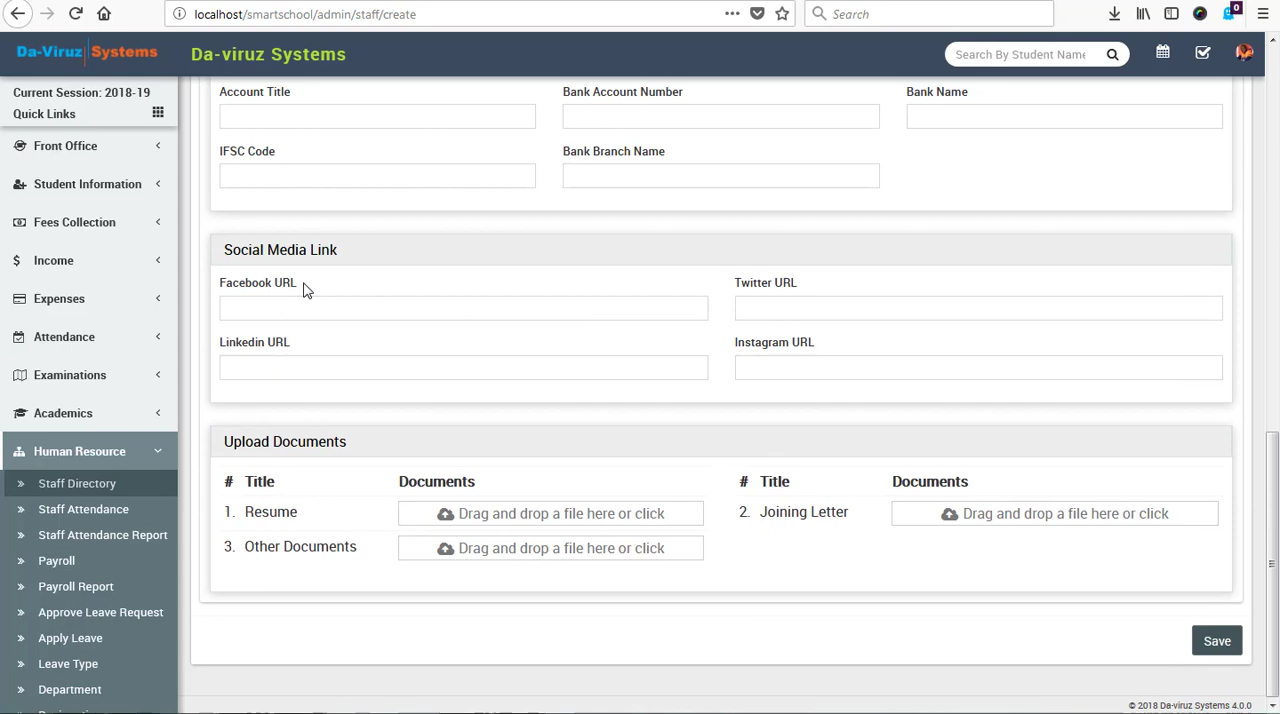 localhost/smartschool/admin/staff/create
Search
0
Da-Viruz Systems
Da-viruz Systems
Search By Student Name
Current Session: 2018-19
Quick Links
Front Office
Student Information
Fees Collection
Income
Expenses
Attendance
Examinations
Academics
Human Resource
Staff Directory
Staff Attendance
Staff Attendance Report
Payroll
Payroll Report
Approve Leave Request
Apply Leave
Leave Type
Department
Account Title
Bank Account Number
Bank Name
IFSC Code
Bank Branch Name
Social Media Link
Facebook URL
Twitter URL
Linkedin URL
Instagram URL
Upload Documents
# Title Documents # Title Documents
1. Resume Drag and drop a file here or click 2. Joining Letter Drag and drop a file here or click
3. Other Documents Drag and drop a file here or click
Save
© 2018 Da-viruz Systems 4.0.0